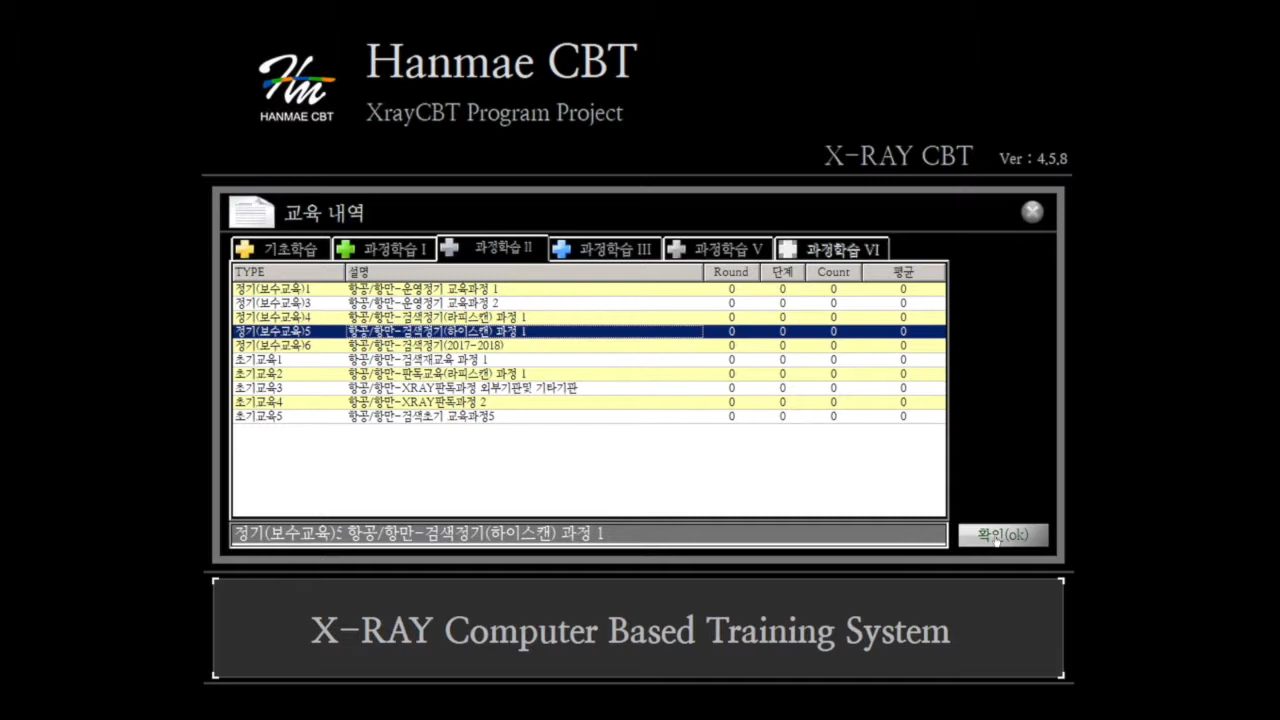 Hm
HANMAE CBT
Hanmae CBT
XrayCBT Program Project
X-RAY CBT Ver : 4.5.8
교육 내역
기초학습 과정학습 I 과정학습 II 과정학습 III 과정학습 V 과정학습 VI
TYPE 설명 Round 단계 Count 평균
정기(보수교육)1 항공/항만-운영정기 교육과정 1 0 0 0 0
정기(보수교육)3 항공/항만-운영정기 교육과정 2 0 0 0 0
정기(보수교육)4 항공/항만-검색정기(라피스캔) 과정 1 0 0 0 0
정기(보수교육)5 항공/항만-검색정기(하이스캔) 과정 1 0 0 0 0
정기(보수교육)6 항공/항만-검색정기(2017-2018) 0 0 0 0
초기교육1 항공/항만-검색재교육 과정 1 0 0 0 0
초기교육2 항공/항만-판독교육(라피스캔) 과정 1 0 0 0 0
초기교육3 항공/항만-XRAY판독과정 외부기관및 기타기관 0 0 0 0
초기교육4 항공/항만-XRAY판독과정 2 0 0 0 0
초기교육5 항공/항만-검색초기 교육과정5 0 0 0 0
정기(보수교육)5 항공/항만-검색정기(하이스캔) 과정 1 확인(ok)
X-RAY Computer Based Training System